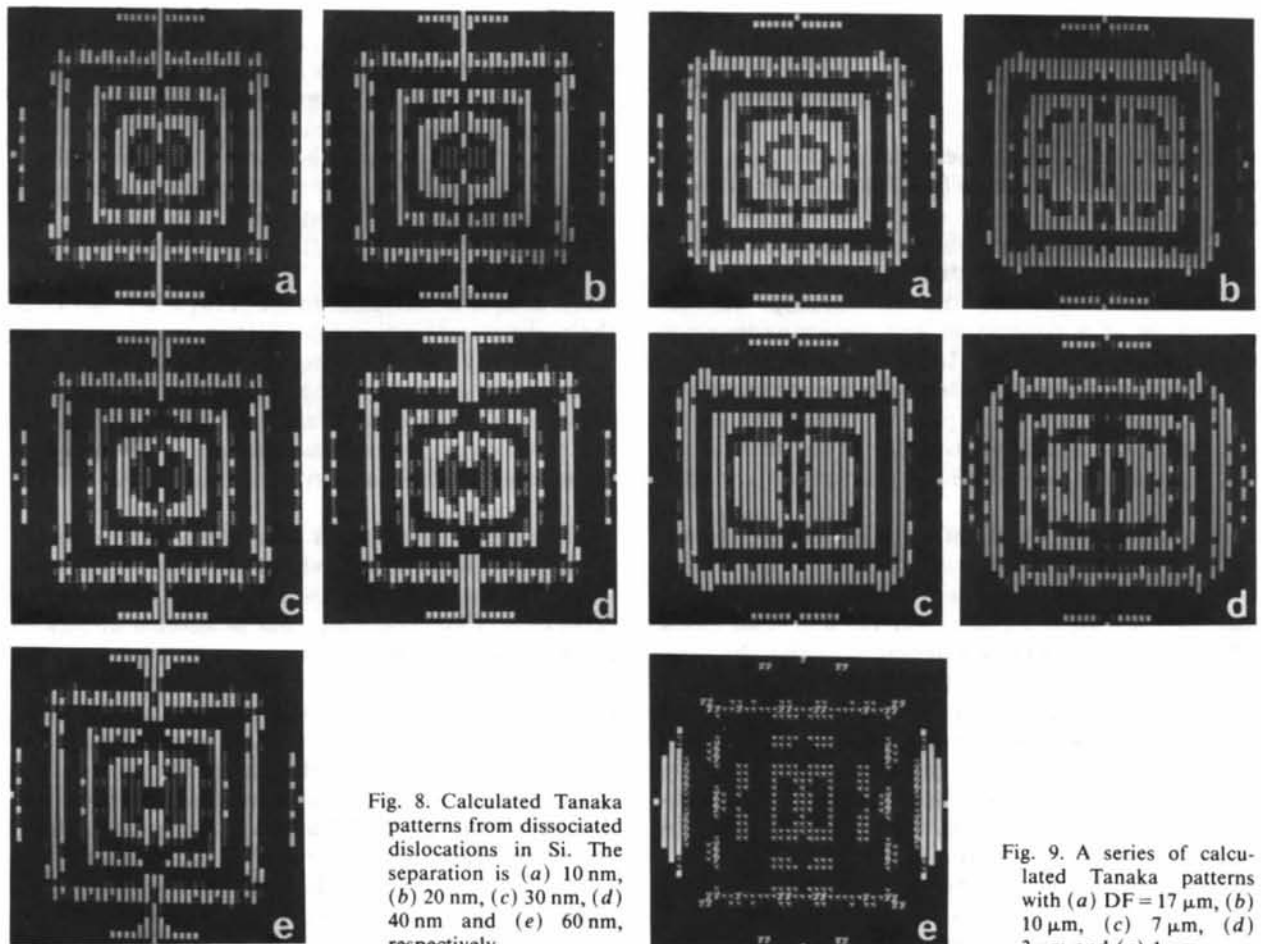 a
b
c
d
e
Fig. 8. Calculated Tanaka
patterns from dissociated
dislocations in Si. The
separation is (a) 10 nm,
(b) 20 nm, (c) 30 nm, (d)
40 nm and (e) 60 nm,
a
b
c
d
e
Fig. 9. A series of calcu-
lated Tanaka patterns
with (a) DF = 17 μm, (b)
10 μm, (c) 7 μm, (d)